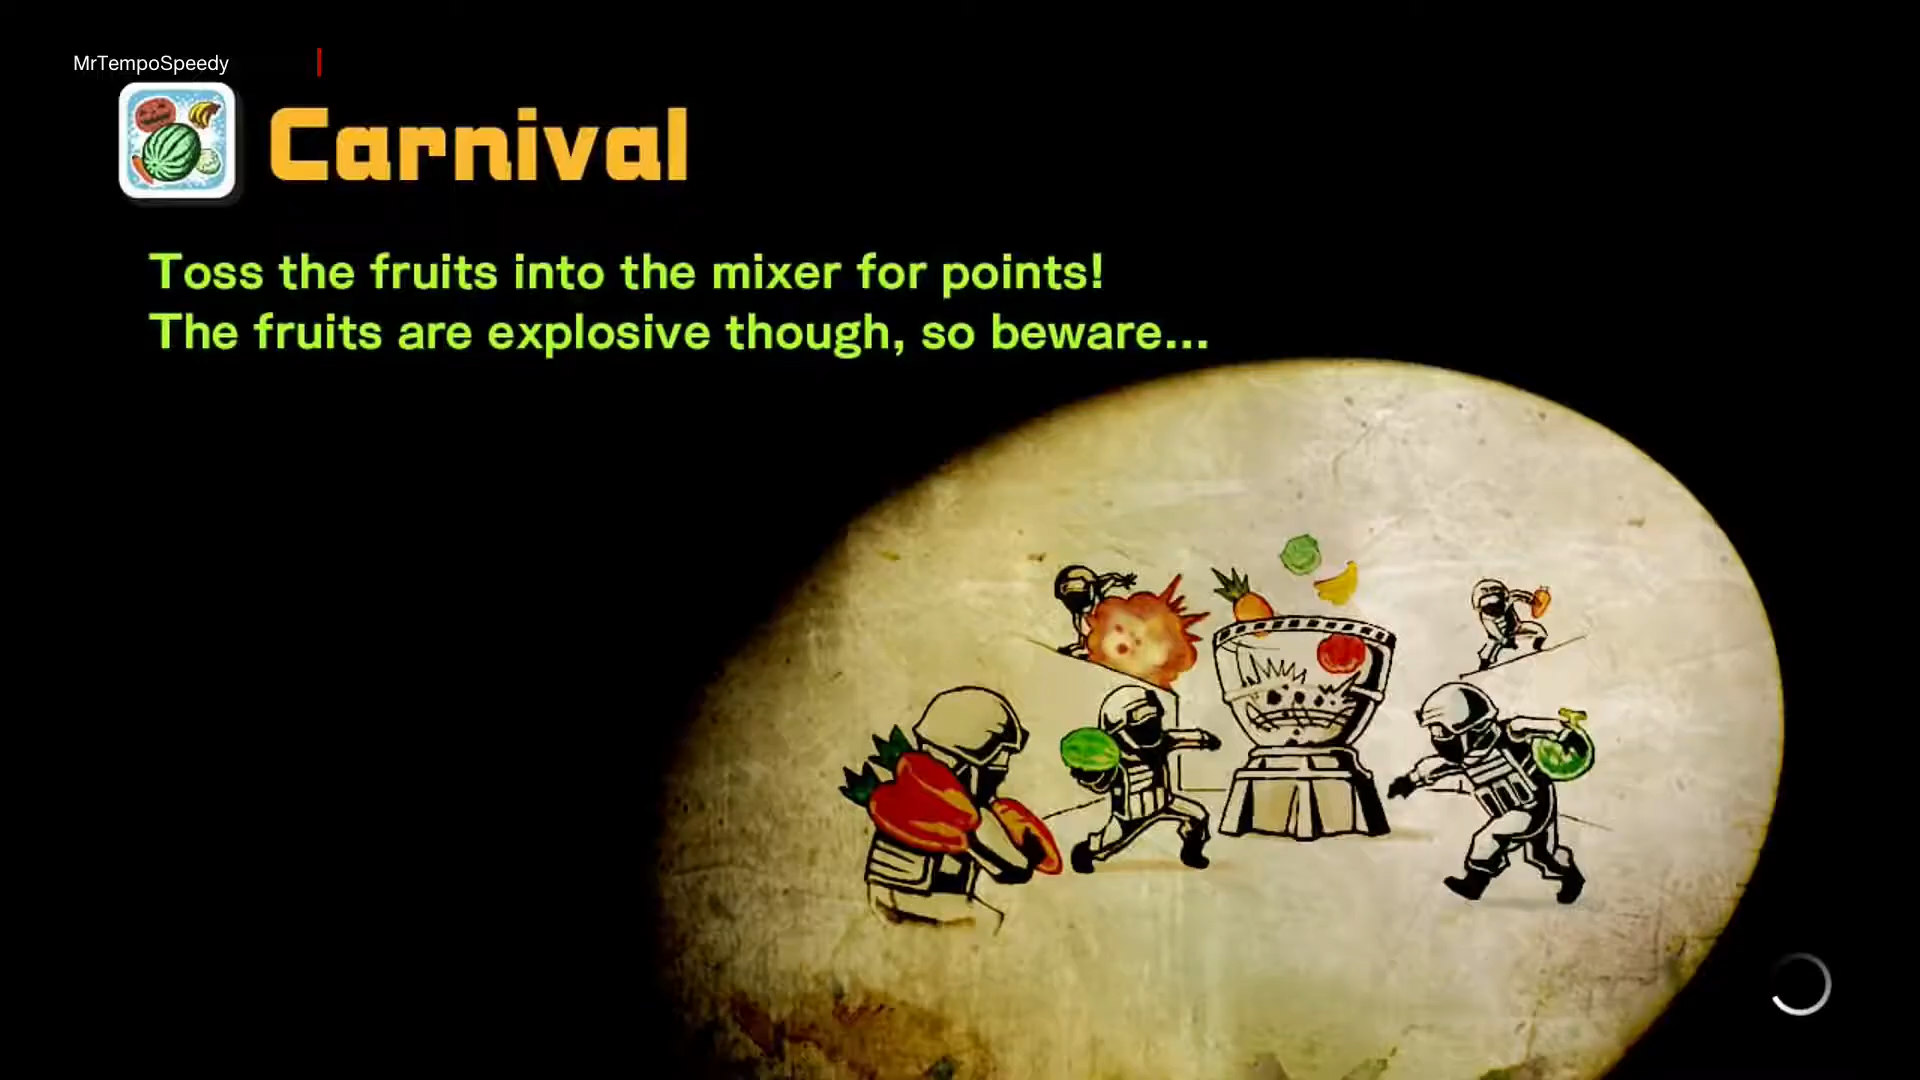 MrTempoSpeedy
Carnival
Toss the fruits into the mixer for points!
The fruits are explosive though, so beware...